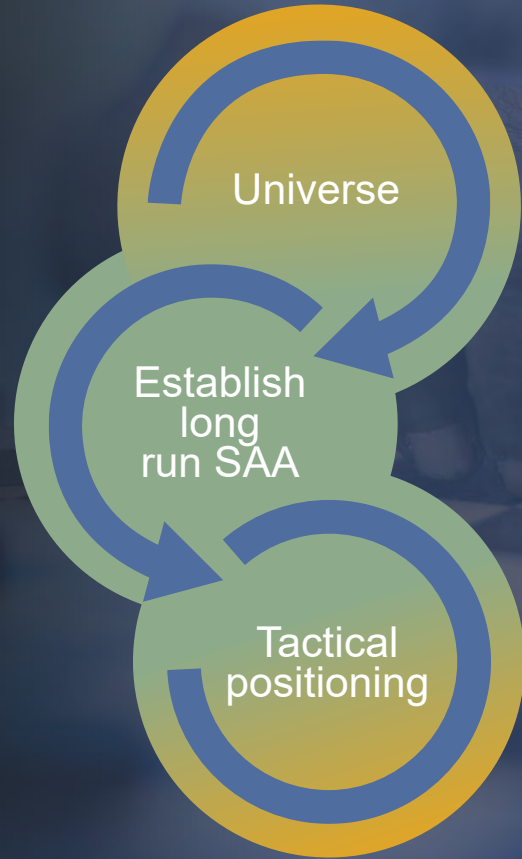 Universe
Establish
long
run SAA
Tactical
positioning